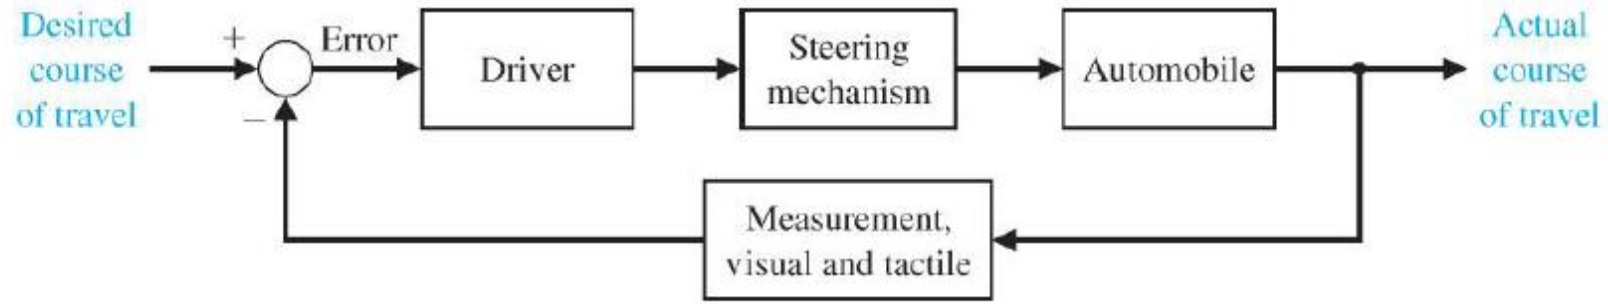 Desired
course
of travel
+
−
Error
Driver
Steering
mechanism
Automobile
Actual
course
of travel
Measurement,
visual and tactile